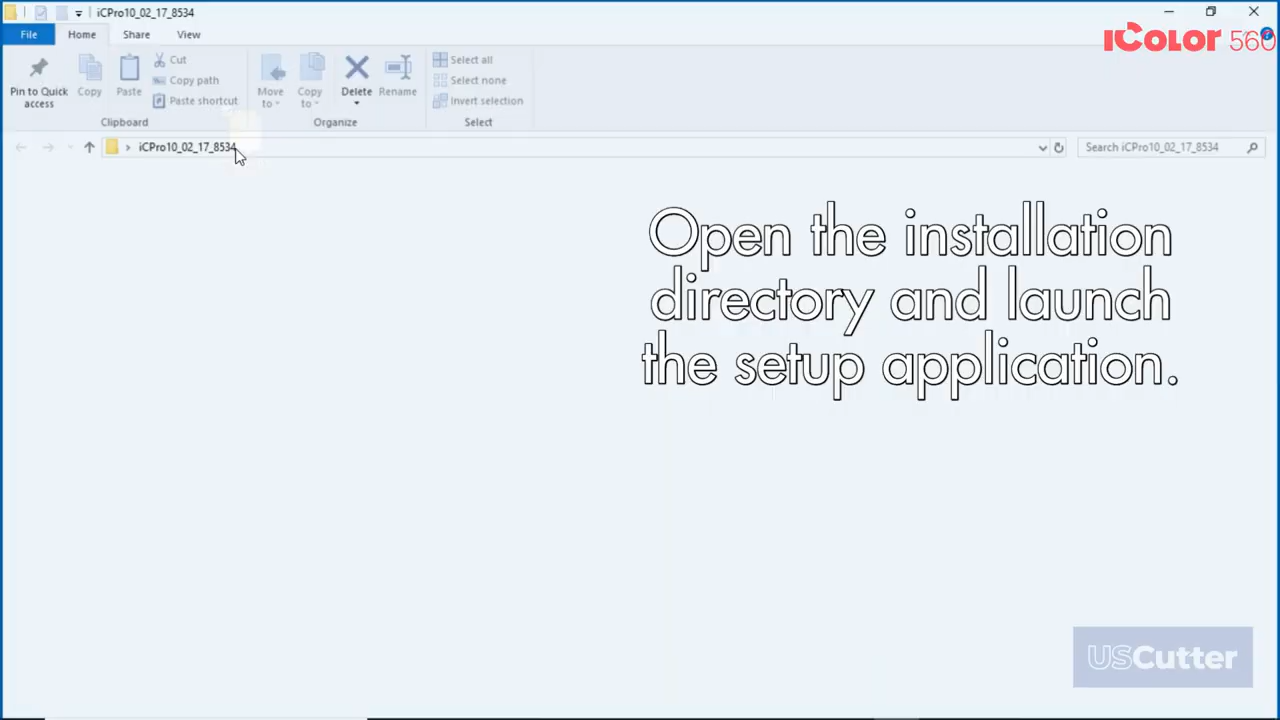 iCPro10_02_17_8534
IColor 560
File
Home
Share
View
Pin to Quick
access
Copy
Paste
Cut
Copy path
Paste shortcut
Clipboard
Move
to
Copy
to
Delete
Rename
Organize
Select all
Select none
Invert selection
Select
iCPro10_02_17_8534
Search iCPro10_02_17_8534
Open the installation
directory and launch
the setup application.
USCutter